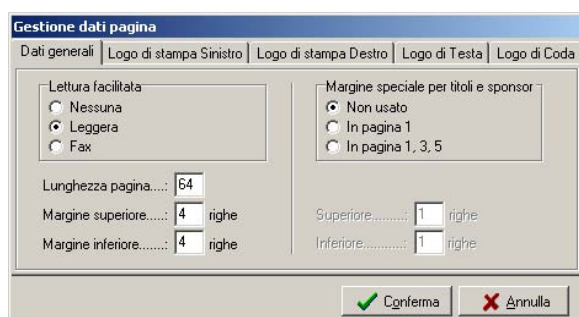 Gestione dati pagina
Dati generali Logo di stampa Sinistro Logo di stampa Destro Logo di Testa Logo di Coda
Lettura facilitata
Nessuna
Leggera
Fax
Lunghezza pagina....: 64
Margine superiore.....: 4 righe
Margine inferiore.......: 4 righe
Margine speciale per titoli e sponsor
Non usato
In pagina 1
In pagina 1, 3, 5
Superiore.........: 1 righe
Inferiore...........: 1 righe
Conferma Annulla